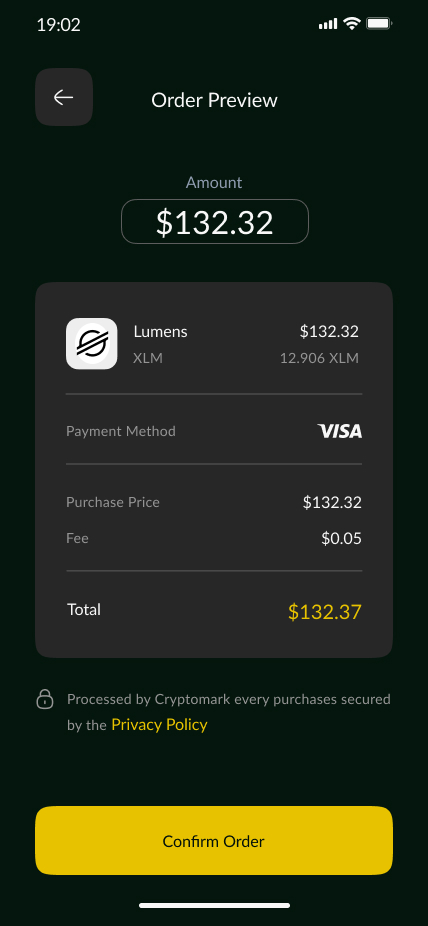 19:02
Order Preview
Amount
$132.32
Lumens $132.32
XLM 12.906 XLM
Payment Method VISA
Purchase Price $132.32
Fee $0.05
Total $132.37
Processed by Cryptomark every purchases secured
by the Privacy Policy
Confirm Order